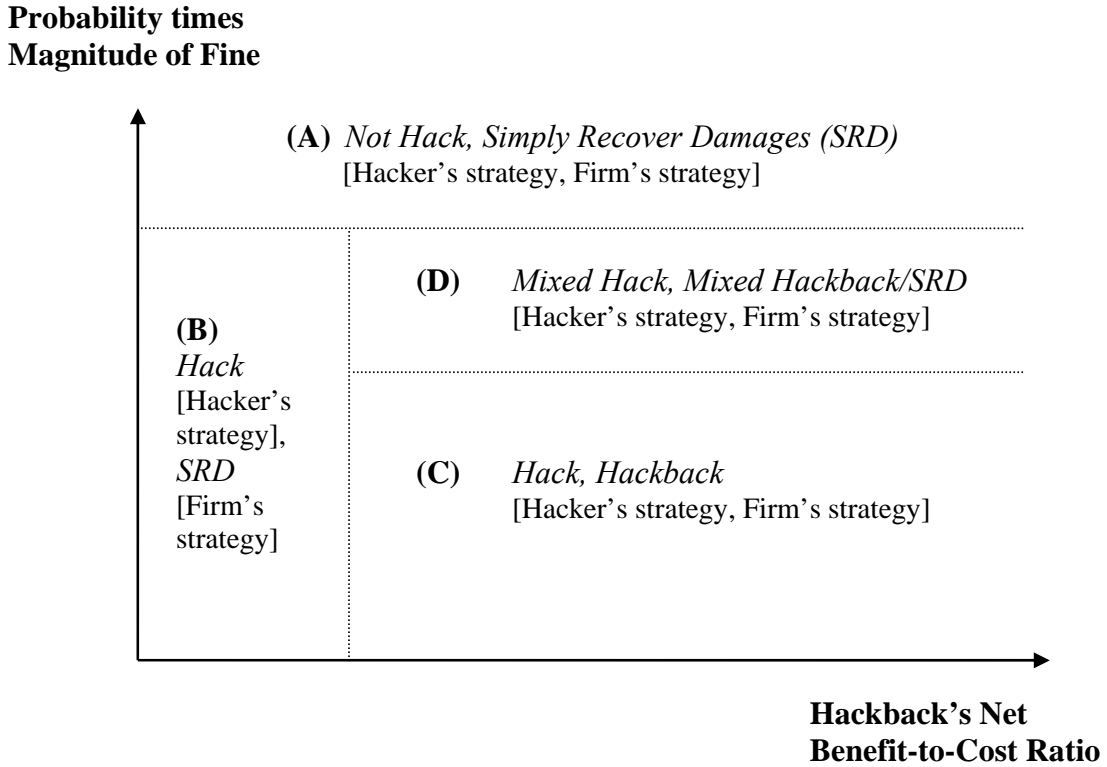 Probability times
Magnitude of Fine
(A) Not Hack, Simply Recover Damages (SRD)
[Hacker’s strategy, Firm’s strategy]
(D) Mixed Hack, Mixed Hackback/SRD
[Hacker’s strategy, Firm’s strategy]
(B)
Hack
[Hacker’s
strategy],
SRD
[Firm’s
strategy]
(C) Hack, Hackback
[Hacker’s strategy, Firm’s strategy]
Hackback’s Net
Benefit-to-Cost Ratio